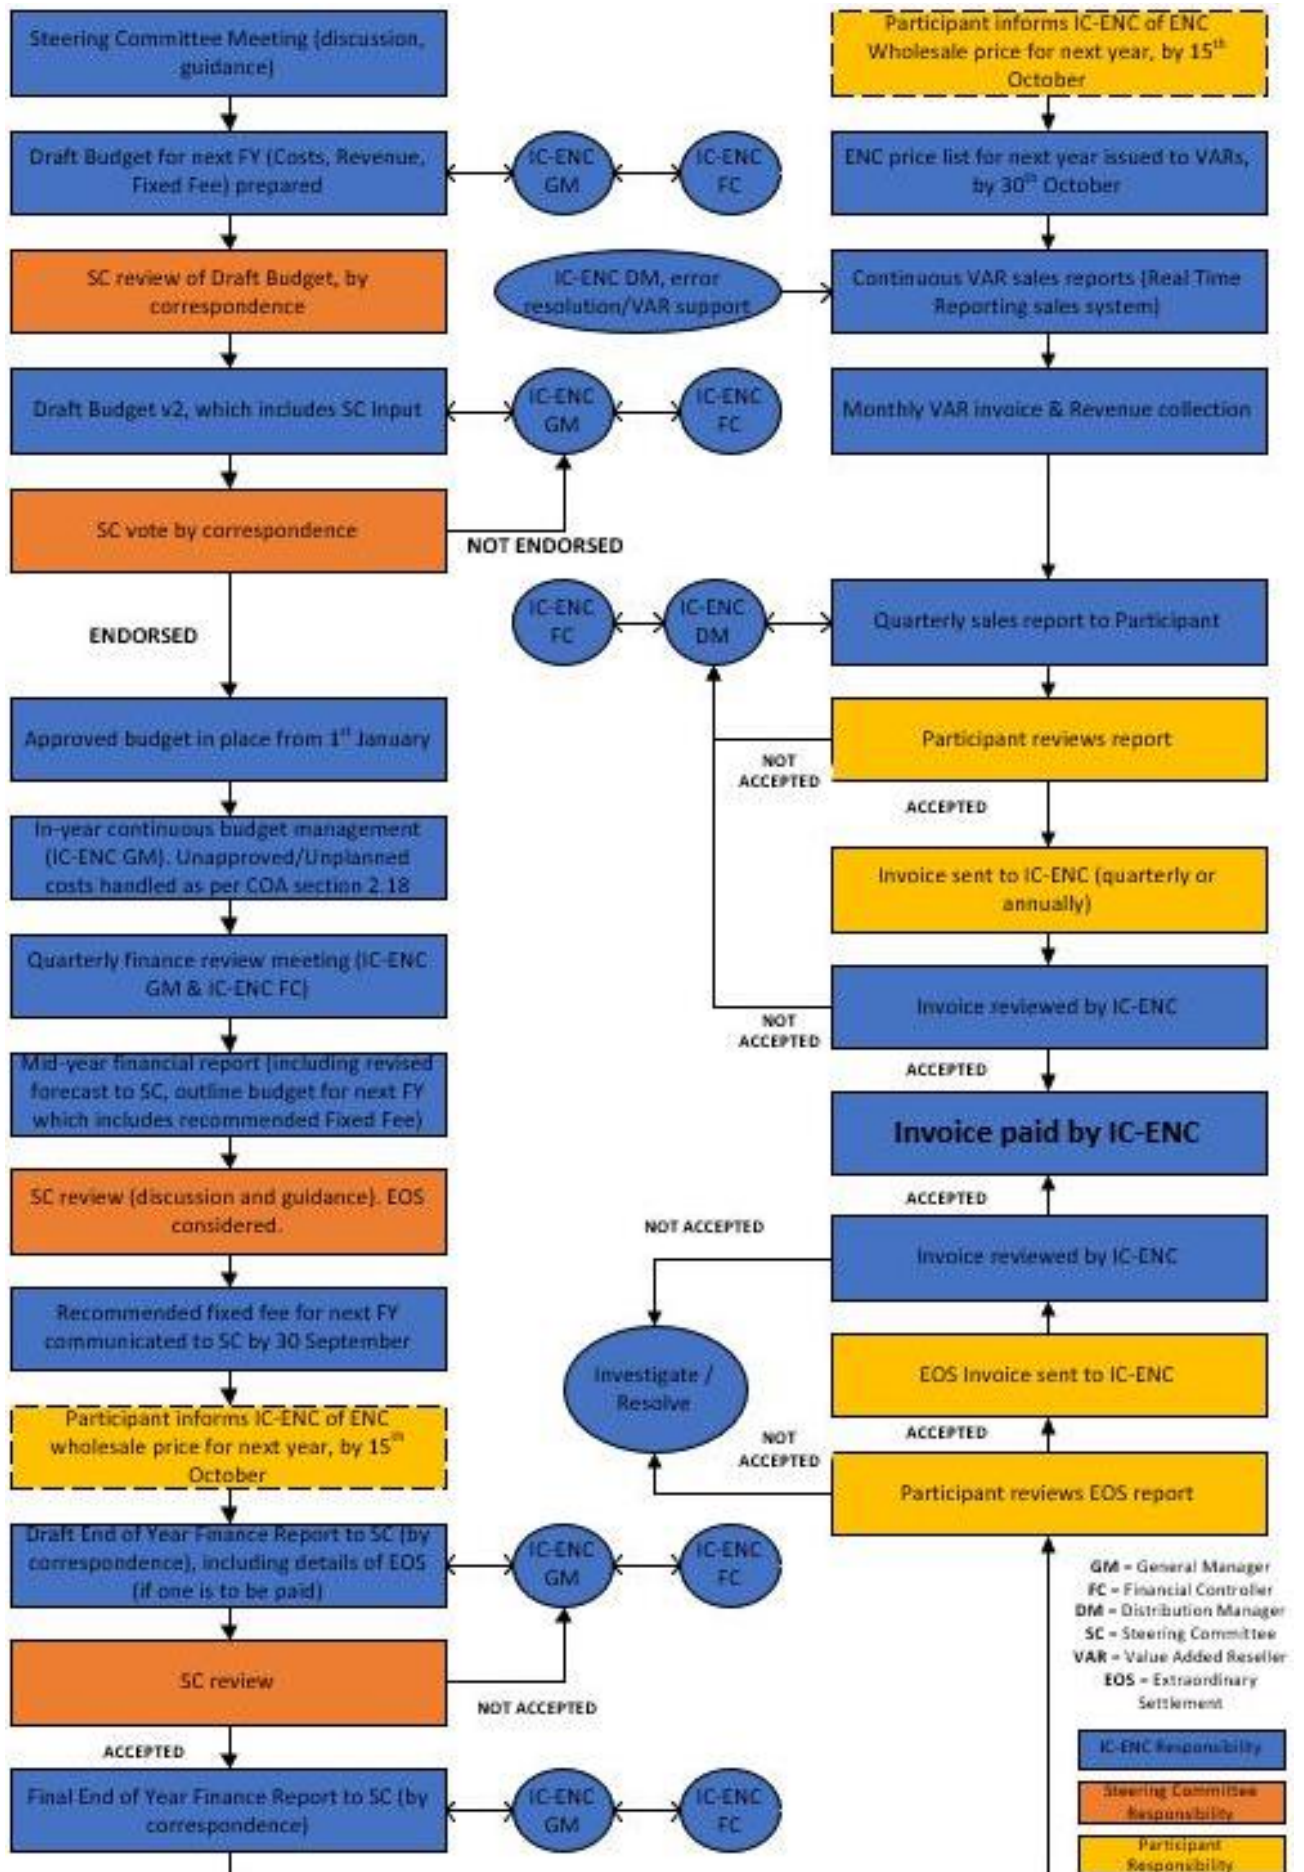 Steering Committee Meeting (discussion,
guidance)
Draft Budget for next FY (Costs, Revenue,
Fixed Fee) prepared
IC-ENC
GM
IC-ENC
FC
SC review of Draft Budget, by
correspondence
Draft Budget v2, which includes SC Input
IC-ENC
GM
IC-ENC
FC
SC vote by correspondence
NOT ENDORSED
ENDORSED
Approved budget in place from 1st January
In-year continuous budget management
(IC-ENC GM). Unapproved/Unplanned
costs handled as per COA section 2.18
Quarterly finance review meeting (IC-ENC
GM & IC-ENC FC)
Mid-year financial report (including revised
forecast to SC, outline budget for next FY
which includes recommended Fixed Fee)
SC review (discussion and guidance). EOS
considered.
Recommended fixed fee for next FY
communicated to SC by 30 September
Participant informs IC-ENC of ENC
wholesale price for next year, by 15th
October
Draft End of Year Finance Report to SC (by
correspondence), including details of EOS
(if one is to be paid)
IC-ENC
GM
IC-ENC
FC
SC review
NOT ACCEPTED
ACCEPTED
Final End of Year Finance Report to SC (by
correspondence)
IC-ENC
GM
IC-ENC
FC
Participant informs IC-ENC of ENC
Wholesale price for next year, by 15th
October
ENC price list for next year issued to VARs,
by 30th October
IC-ENC DM, error
resolution/VAR support
Continuous VAR sales reports (Real Time
Reporting sales system)
Monthly VAR invoice & Revenue collection
IC-ENC
FC
IC-ENC
DM
Quarterly sales report to Participant
Participant reviews report
NOT
ACCEPTED
ACCEPTED
Invoice sent to IC-ENC (quarterly or
annually)
Invoice reviewed by IC-ENC
NOT
ACCEPTED
ACCEPTED
Invoice paid by IC-ENC
ACCEPTED
NOT ACCEPTED
Invoice reviewed by IC-ENC
Investigate /
Resolve
EOS Invoice sent to IC-ENC
NOT
ACCEPTED
ACCEPTED
Participant reviews EOS report
GM = General Manager
FC = Financial Controller
DM = Distribution Manager
SC = Steering Committee
VAR = Value Added Reseller
EOS = Extraordinary
Settlement
IC-ENC Responsibility
Steering Committee
Responsibility
Participant
Responsibility